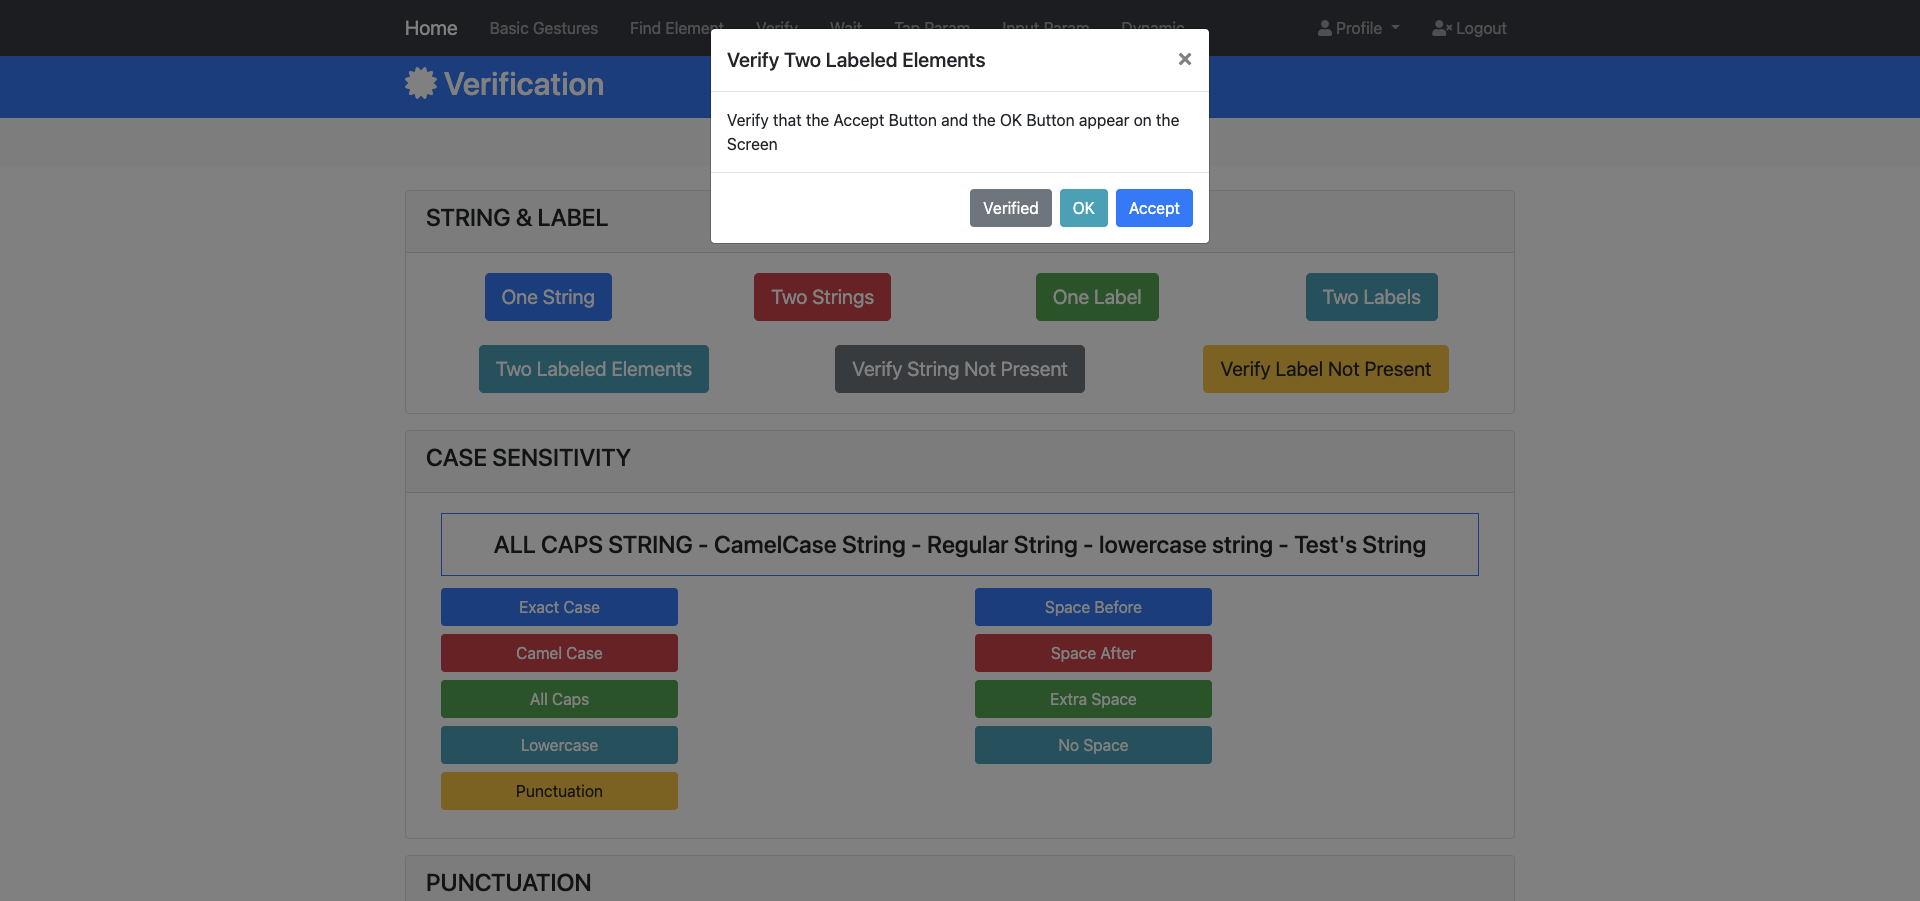 Home Basic Gestures Find Element Verify Wait Tap Param Input Param Dynamic Profile Logout
Verify Two Labeled Elements ×
Verification
Verify that the Accept Button and the OK Button appear on the
Screen
Verified OK Accept
STRING & LABEL
One String Two Strings One Label Two Labels
Two Labeled Elements Verify String Not Present Verify Label Not Present
CASE SENSITIVITY
ALL CAPS STRING - CamelCase String - Regular String - lowercase string - Test's String
Exact Case Space Before
Camel Case Space After
All Caps Extra Space
Lowercase No Space
Punctuation
PUNCTUATION